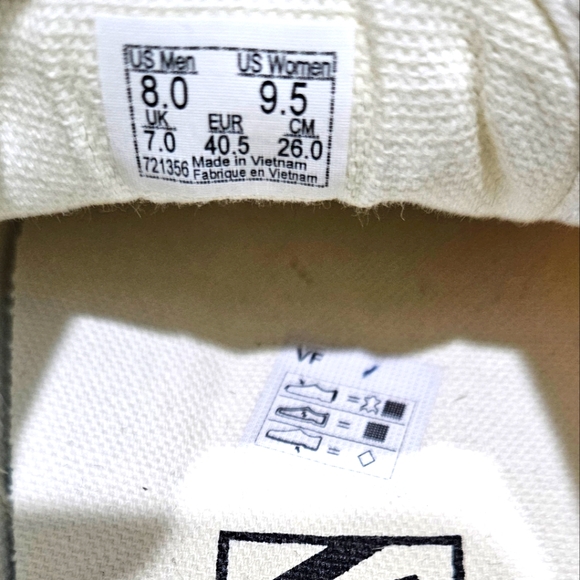 US Men US Women
8.0 9.5
UK EUR CM
7.0 40.5 26.0
721356 Made in Vietnam
Fabrique en Vietnam
VF
= 
=
=